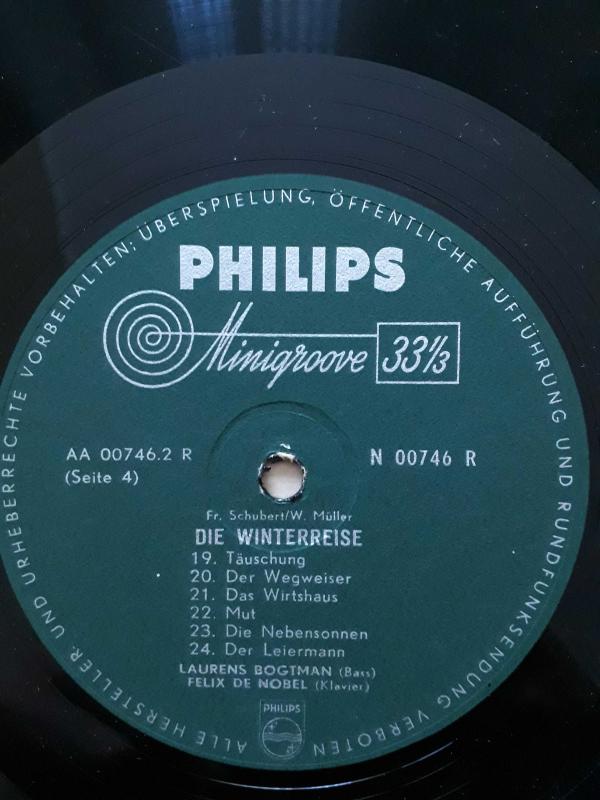 ALLE HERSTELLER- UND URHEBERRECHTE VORBEHALTEN; ÜBERSPIELUNG, ÖFFENTLICHE AUFFÜHRUNG UND RUNDFUNKSENDUNG VERBOTEN
PHILIPS
Minigroove 33⅓
AA 00746.2 R
(Seite 4)
N 00746 R
Fr. Schubert/W. Müller
DIE WINTERREISE
19. Täuschung
20. Der Wegweiser
21. Das Wirtshaus
22. Mut
23. Die Nebensonnen
24. Der Leiermann
LAURENS BOGTMAN (Bass)
FELIX DE NOBEL (Klavier)
PHILIPS